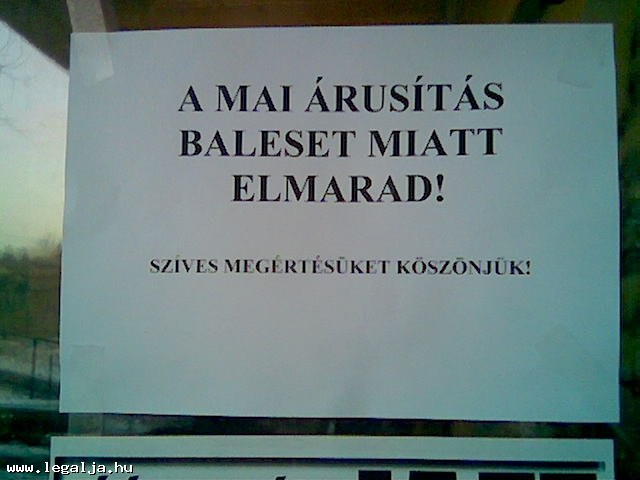 A MAI ÁRUSÍTÁS
BALESET MIATT
ELMARAD!
SZÍVES MEGÉRTÉSÜKET KÖSZÖNJÜK!
www.legalja.hu